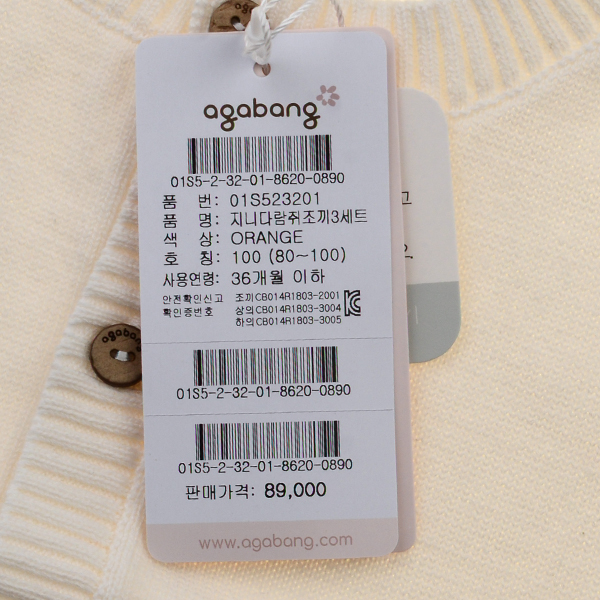 agabang
01S5-2-32-01-8620-0890
품 번: 01S523201
품 명: 지니다람쥐조끼3세트
색 상: ORANGE
호 칭: 100 (80~100)
사용연령: 36개월 이하
안전확인신고 조끼CB014R1803-2001
확인증번호 상의CB014R1803-3004
하의CB014R1803-3005
01S5-2-32-01-8620-0890
01S5-2-32-01-8620-0890
판매가격: 89,000
www.agabang.com
agabang